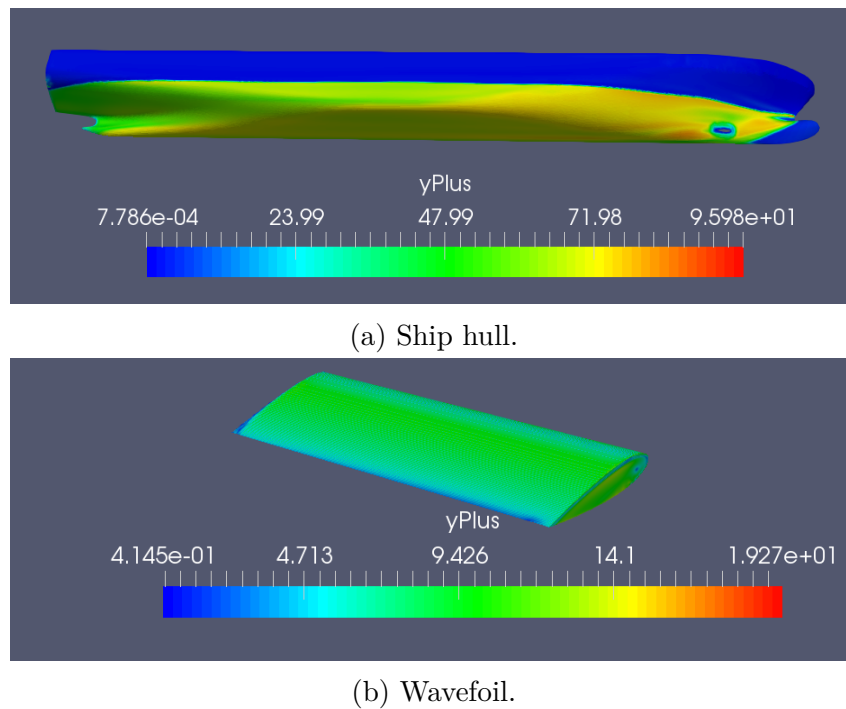 yPlus
7.786e-04 23.99 47.99 71.98 9.598e+01
(a) Ship hull.
yPlus
4.145e-01 4.713 9.426 14.1 1.927e+01
(b) Wavefoil.